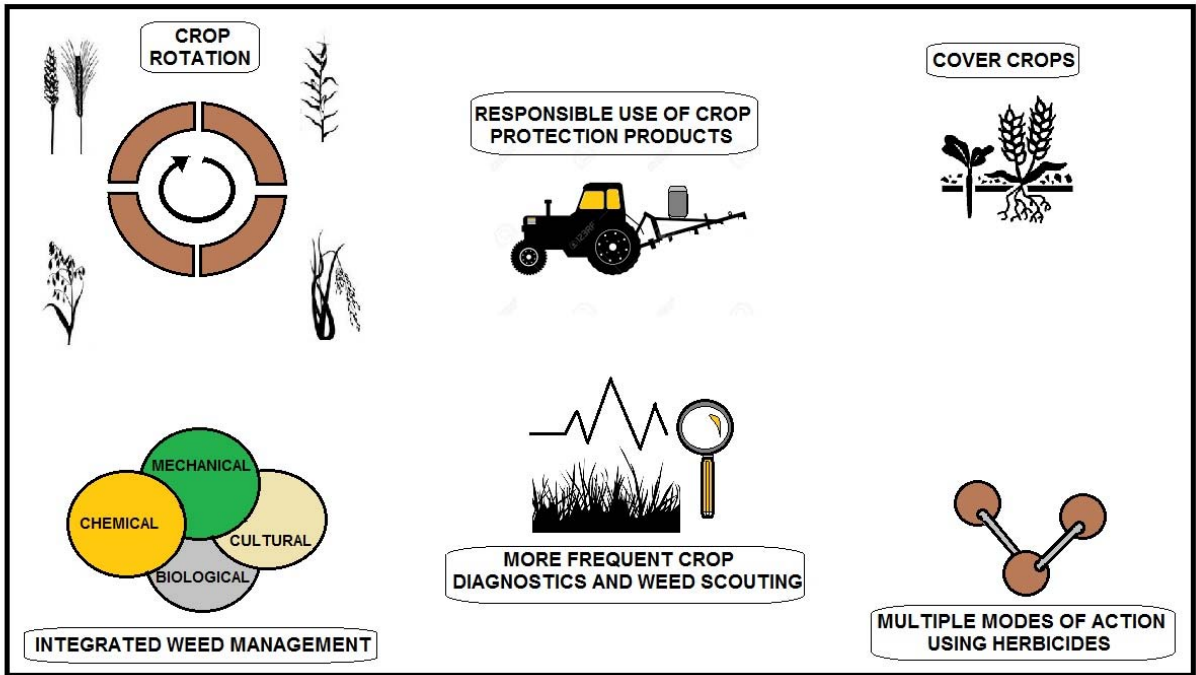 CROP
ROTATION
RESPONSIBLE USE OF CROP
PROTECTION PRODUCTS
COVER CROPS
MECHANICAL
CHEMICAL
CULTURAL
BIOLOGICAL
INTEGRATED WEED MANAGEMENT
MORE FREQUENT CROP
DIAGNOSTICS AND WEED SCOUTING
MULTIPLE MODES OF ACTION
USING HERBICIDES